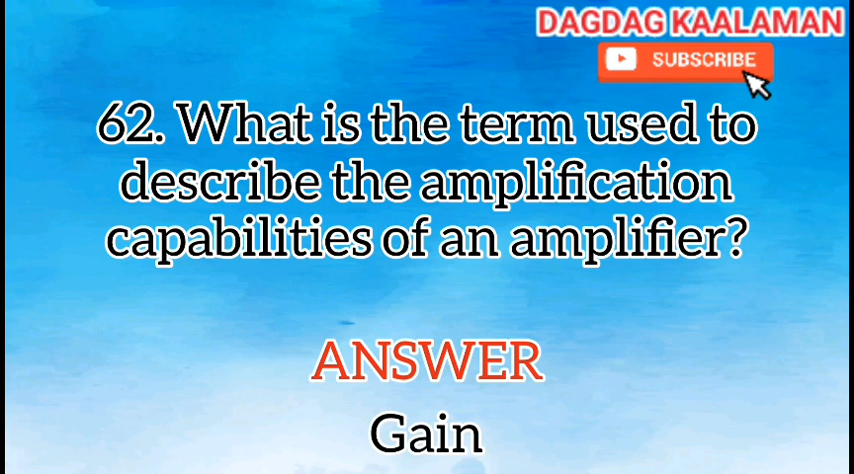 DAGDAG KAALAMAN
SUBSCRIBE
62. What is the term used to
describe the amplification
capabilities of an amplifier?
ANSWER
Gain